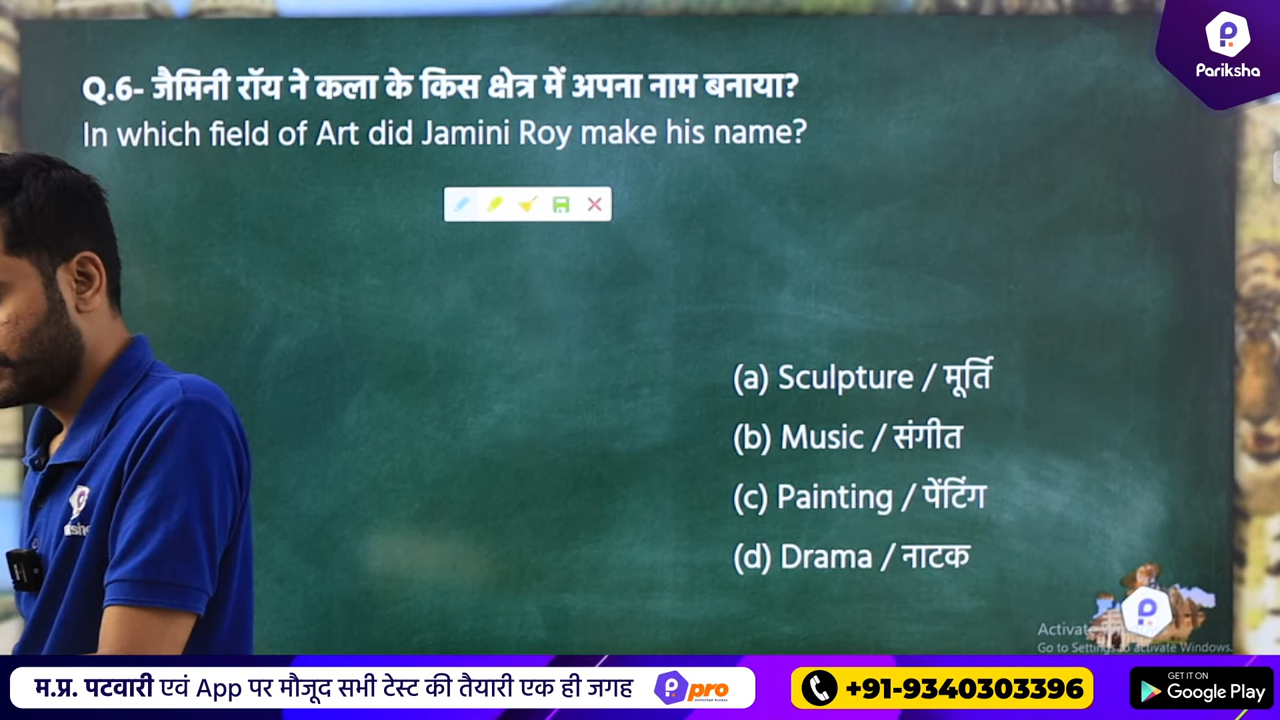 Pariksha
Q.6- जैमिनी रॉय ने कला के किस क्षेत्र में अपना नाम बनाया?
In which field of Art did Jamini Roy make his name?
(a) Sculpture / मूर्ति
(b) Music / संगीत
(c) Painting / पेंटिंग
(d) Drama / नाटक
Go to Settings to activate Windows.
म.प्र. पटवारी एवं App पर मौजूद सभी टेस्ट की तैयारी एक ही जगह
pro
+91-9340303396
GET IT ON
Google Play